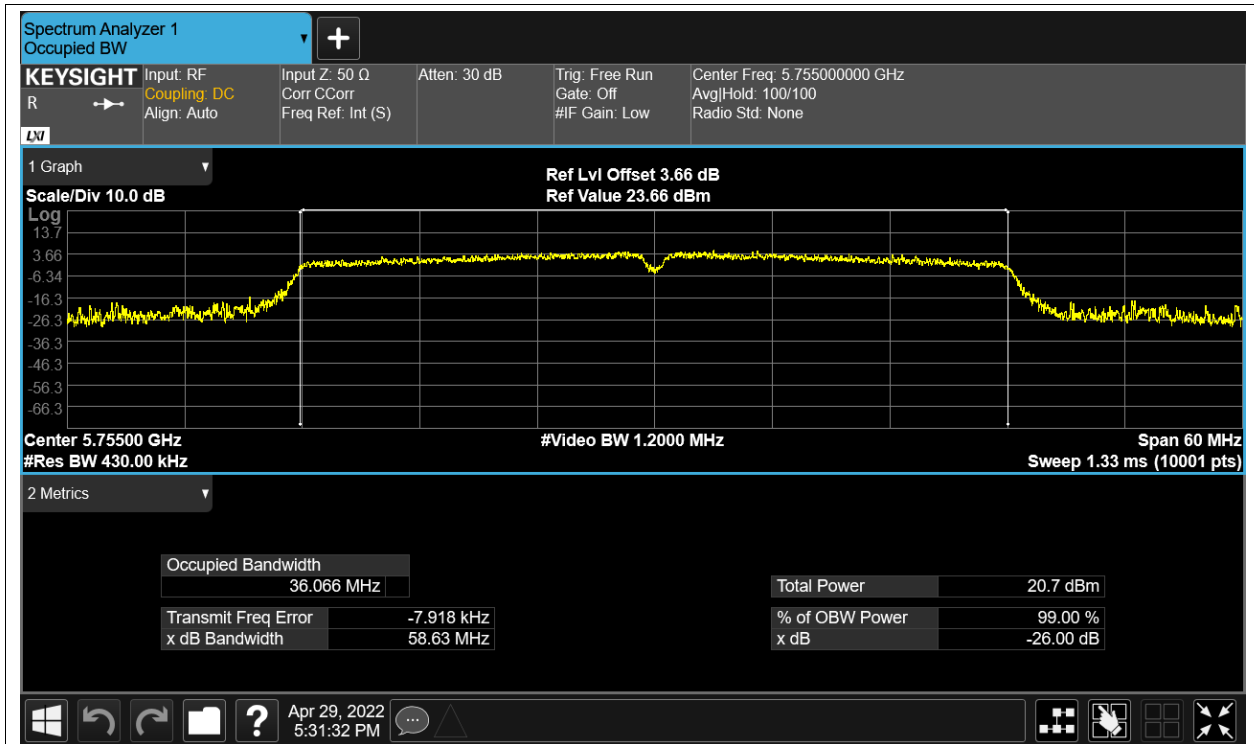 Spectrum Analyzer 1
Occupied BW
KEYSIGHT
R
LXI
Input: RF
Coupling: DC
Align: Auto
Input Z: 50 Ω
Corr CCorr
Freq Ref: Int (S)
Atten: 30 dB
Trig: Free Run
Gate: Off
#IF Gain: Low
Center Freq: 5.755000000 GHz
Avg|Hold: 100/100
Radio Std: None
1 Graph
Scale/Div 10.0 dB
Ref Lvl Offset 3.66 dB
Ref Value 23.66 dBm
Log
13.7
3.66
-6.34
-16.3
-26.3
-36.3
-46.3
-56.3
-66.3
Center 5.75500 GHz
#Video BW 1.2000 MHz
Span 60 MHz
#Res BW 430.00 kHz
Sweep 1.33 ms (10001 pts)
2 Metrics
Occupied Bandwidth
36.066 MHz
Transmit Freq Error -7.918 kHz
x dB Bandwidth 58.63 MHz
Total Power 20.7 dBm
% of OBW Power 99.00 %
x dB -26.00 dB
?
Apr 29, 2022
5:31:32 PM